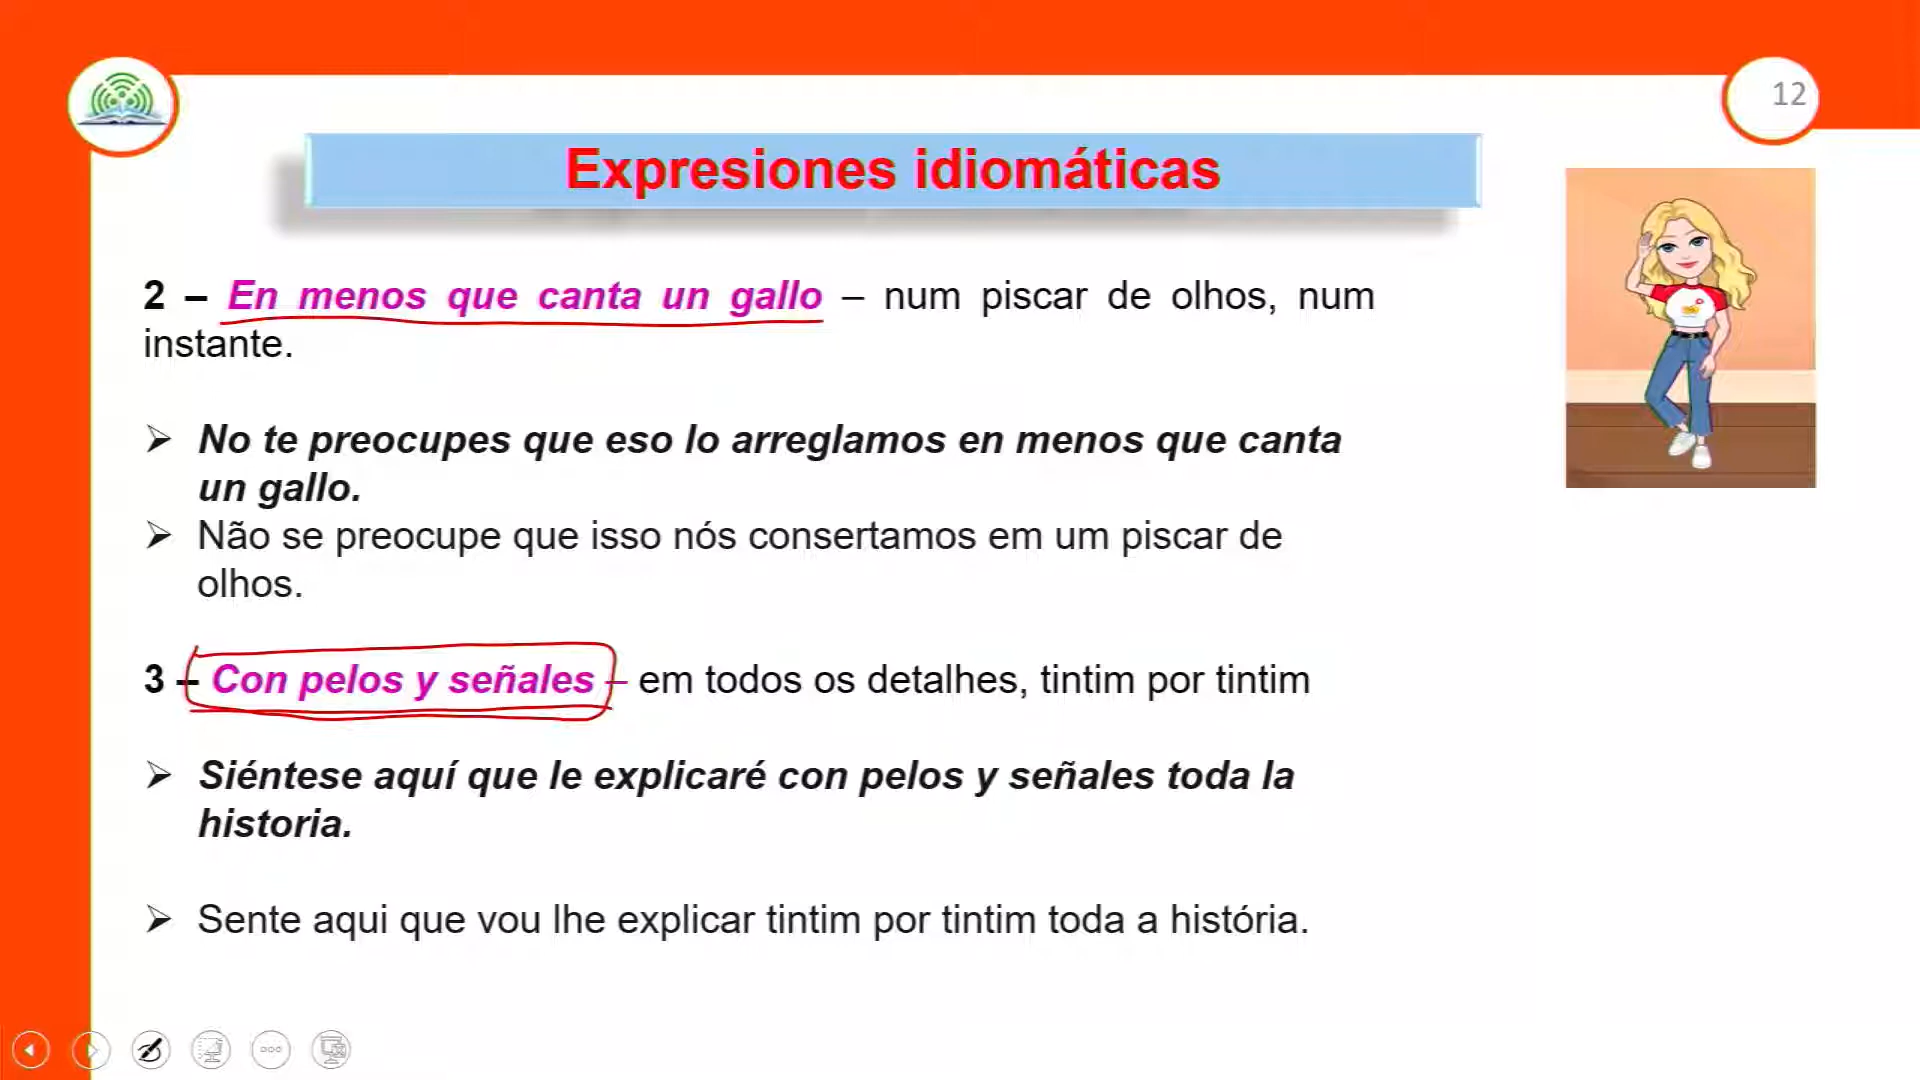 12
Expresiones idiomáticas
2 – En menos que canta un gallo – num piscar de olhos, num
instante.
➢ No te preocupes que eso lo arreglamos en menos que canta
un gallo.
➢ Não se preocupe que isso nós consertamos em um piscar de
olhos.
3 – Con pelos y señales – em todos os detalhes, tintim por tintim
➢ Siéntese aquí que le explicaré con pelos y señales toda la
historia.
➢ Sente aqui que vou lhe explicar tintim por tintim toda a história.